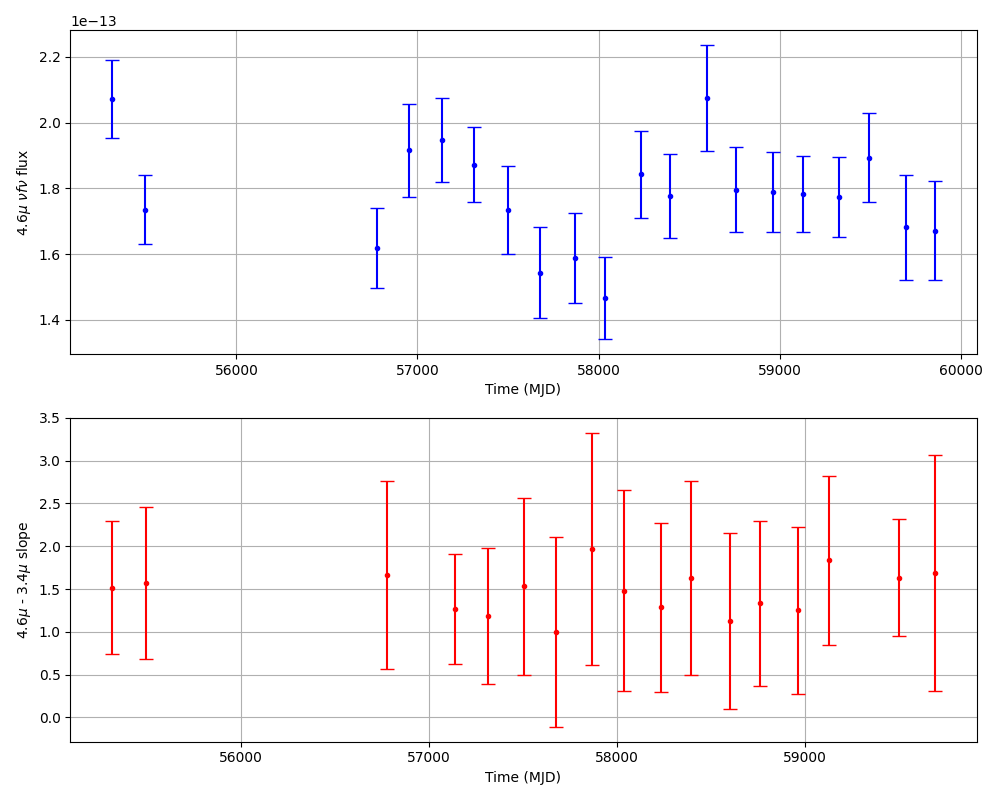 1e−13
2.2
2.0
1.8
1.6
1.4
4.6μ νfν flux
56000 57000 58000 59000 60000
Time (MJD)
3.5
3.0
2.5
2.0
1.5
1.0
0.5
0.0
4.6μ - 3.4μ slope
56000 57000 58000 59000
Time (MJD)